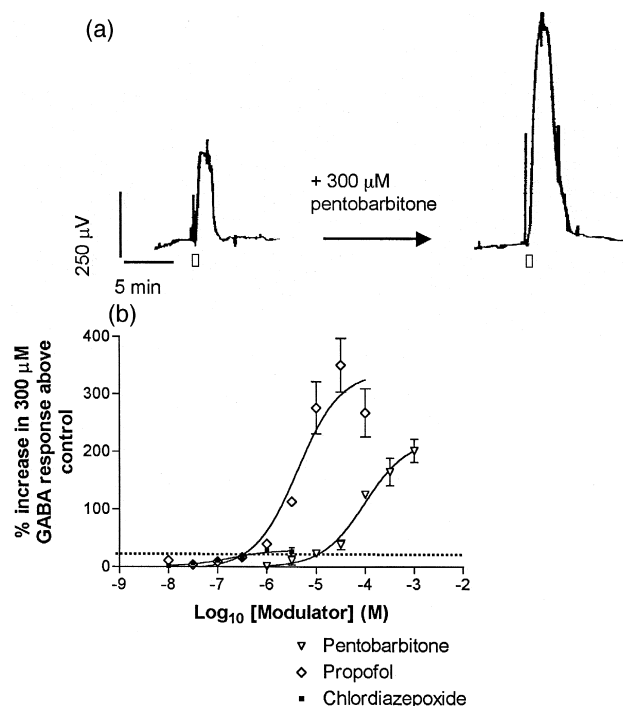 (a)
+ 300 µM
pentobarbitone
250 µV
5 min
(b)
% increase in 300 µM
GABA response above
control
400
300
200
100
0
-9 -8 -7 -6 -5 -4 -3 -2
Log10 [Modulator] (M)
Pentobarbitone
Propofol
Chlordiazepoxide